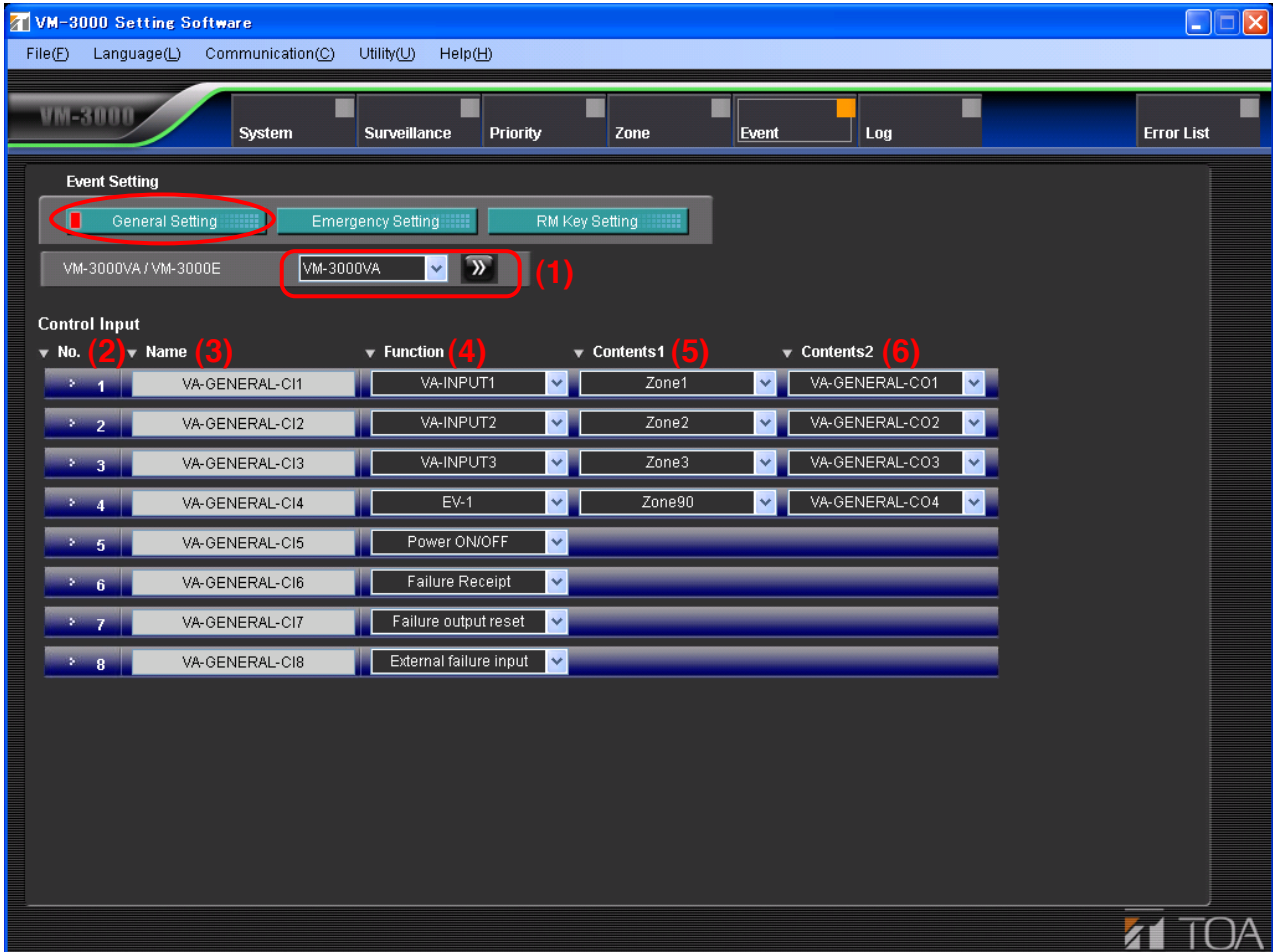 VM-3000 Setting Software
File(F) Language(L) Communication(C) Utility(U) Help(H)
VM-3000 System Surveillance Priority Zone Event Log Error List
Event Setting
General Setting Emergency Setting RM Key Setting
VM-3000VA / VM-3000E VM-3000VA (1)
Control Input
No. (2) Name (3) Function (4) Contents1 (5) Contents2 (6)
1 VA-GENERAL-CI1 VA-INPUT1 Zone1 VA-GENERAL-CO1
2 VA-GENERAL-CI2 VA-INPUT2 Zone2 VA-GENERAL-CO2
3 VA-GENERAL-CI3 VA-INPUT3 Zone3 VA-GENERAL-CO3
4 VA-GENERAL-CI4 EV-1 Zone90 VA-GENERAL-CO4
5 VA-GENERAL-CI5 Power ON/OFF
6 VA-GENERAL-CI6 Failure Receipt
7 VA-GENERAL-CI7 Failure output reset
8 VA-GENERAL-CI8 External failure input
TOA